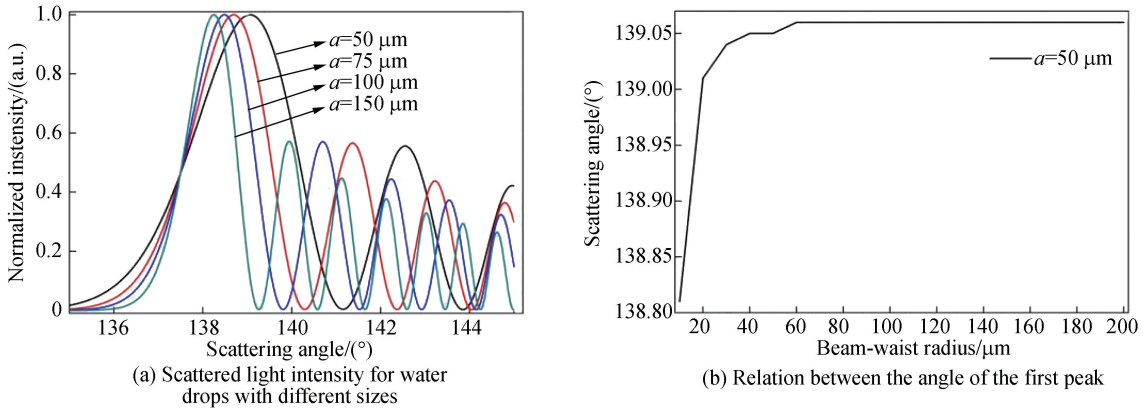 1.0
0.8
0.6
0.4
0.2
0
Normalized instensity/(a.u.)
a=50 μm
a=75 μm
a=100 μm
a=150 μm
136
138
140
142
144
Scattering angle/(°)
(a) Scattered light intensity for water
drops with different sizes
139.05
139.00
138.95
138.90
138.85
138.80
Scattering angle/(°)
a=50 μm
20
40
60
80
100
120
140
160
180
200
Beam-waist radius/μm
(b) Relation between the angle of the first peak